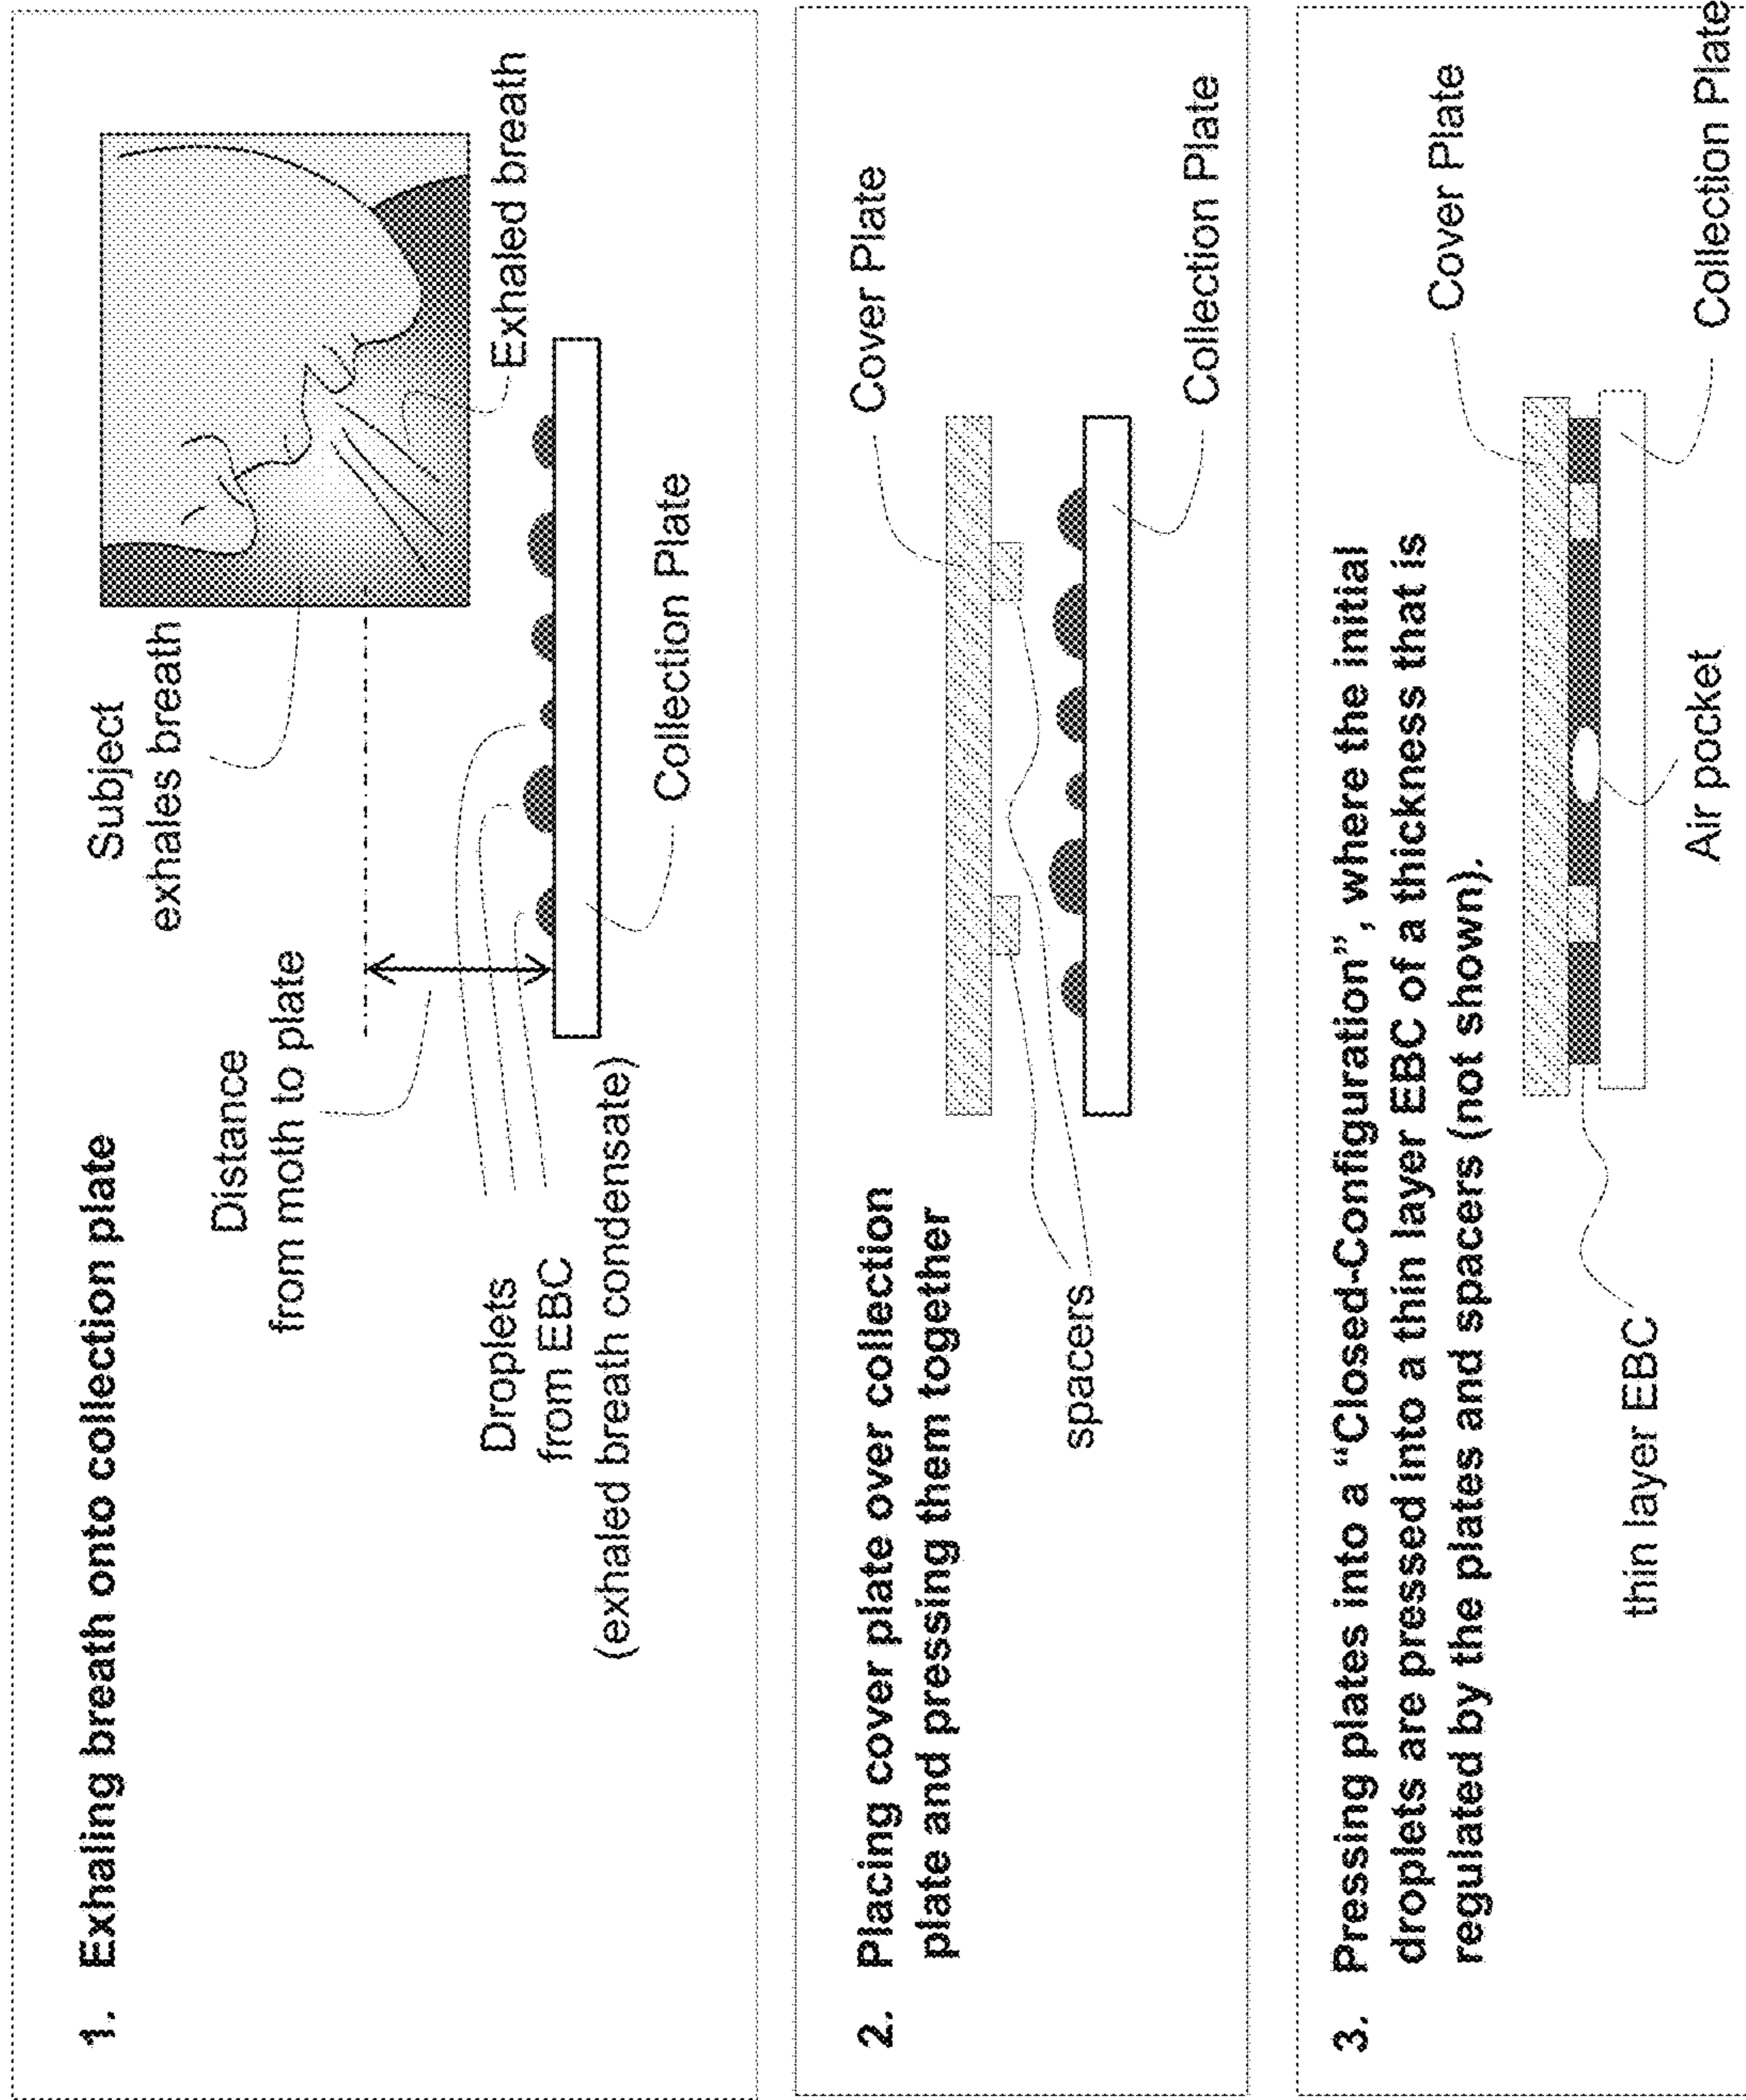 1. Exhaling breath onto collection plate
Subject
exhales breath
Distance
from moth to plate
Exhaled breath
Droplets
from EBC
(exhaled breath condensate)
Collection Plate
2. Placing cover plate over collection
plate and pressing them together
Cover Plate
spacers
Collection Plate
3. Pressing plates into a “Closed-Configuration”, where the initial
droplets are pressed into a thin layer EBC of a thickness that is
regulated by the plates and spacers (not shown).
Cover Plate
thin layer EBC
Air pocket
Collection Plate